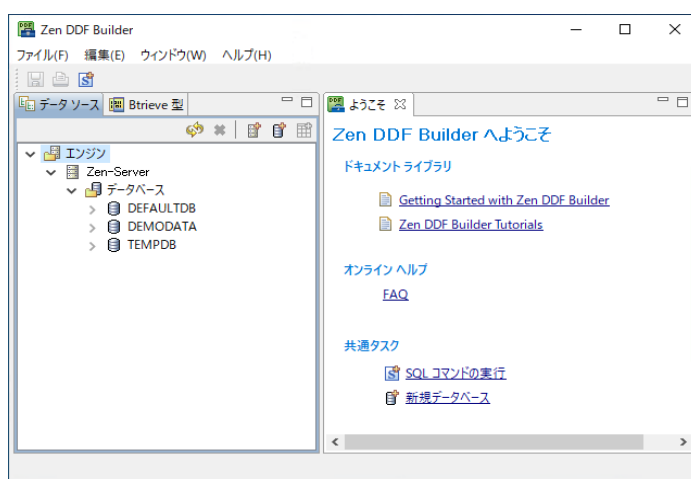 Zen DDF Builder
ファイル(F) 編集(E) ウィンドウ(W) ヘルプ(H)
データ ソース Btrieve 型
エンジン
Zen-Server
データベース
DEFAULTDB
DEMODATA
TEMPDB
ようこそ
Zen DDF Builder へようこそ
ドキュメント ライブラリ
Getting Started with Zen DDF Builder
Zen DDF Builder Tutorials
オンライン ヘルプ
FAQ
共通タスク
SQL コマンドの実行
新規データベース